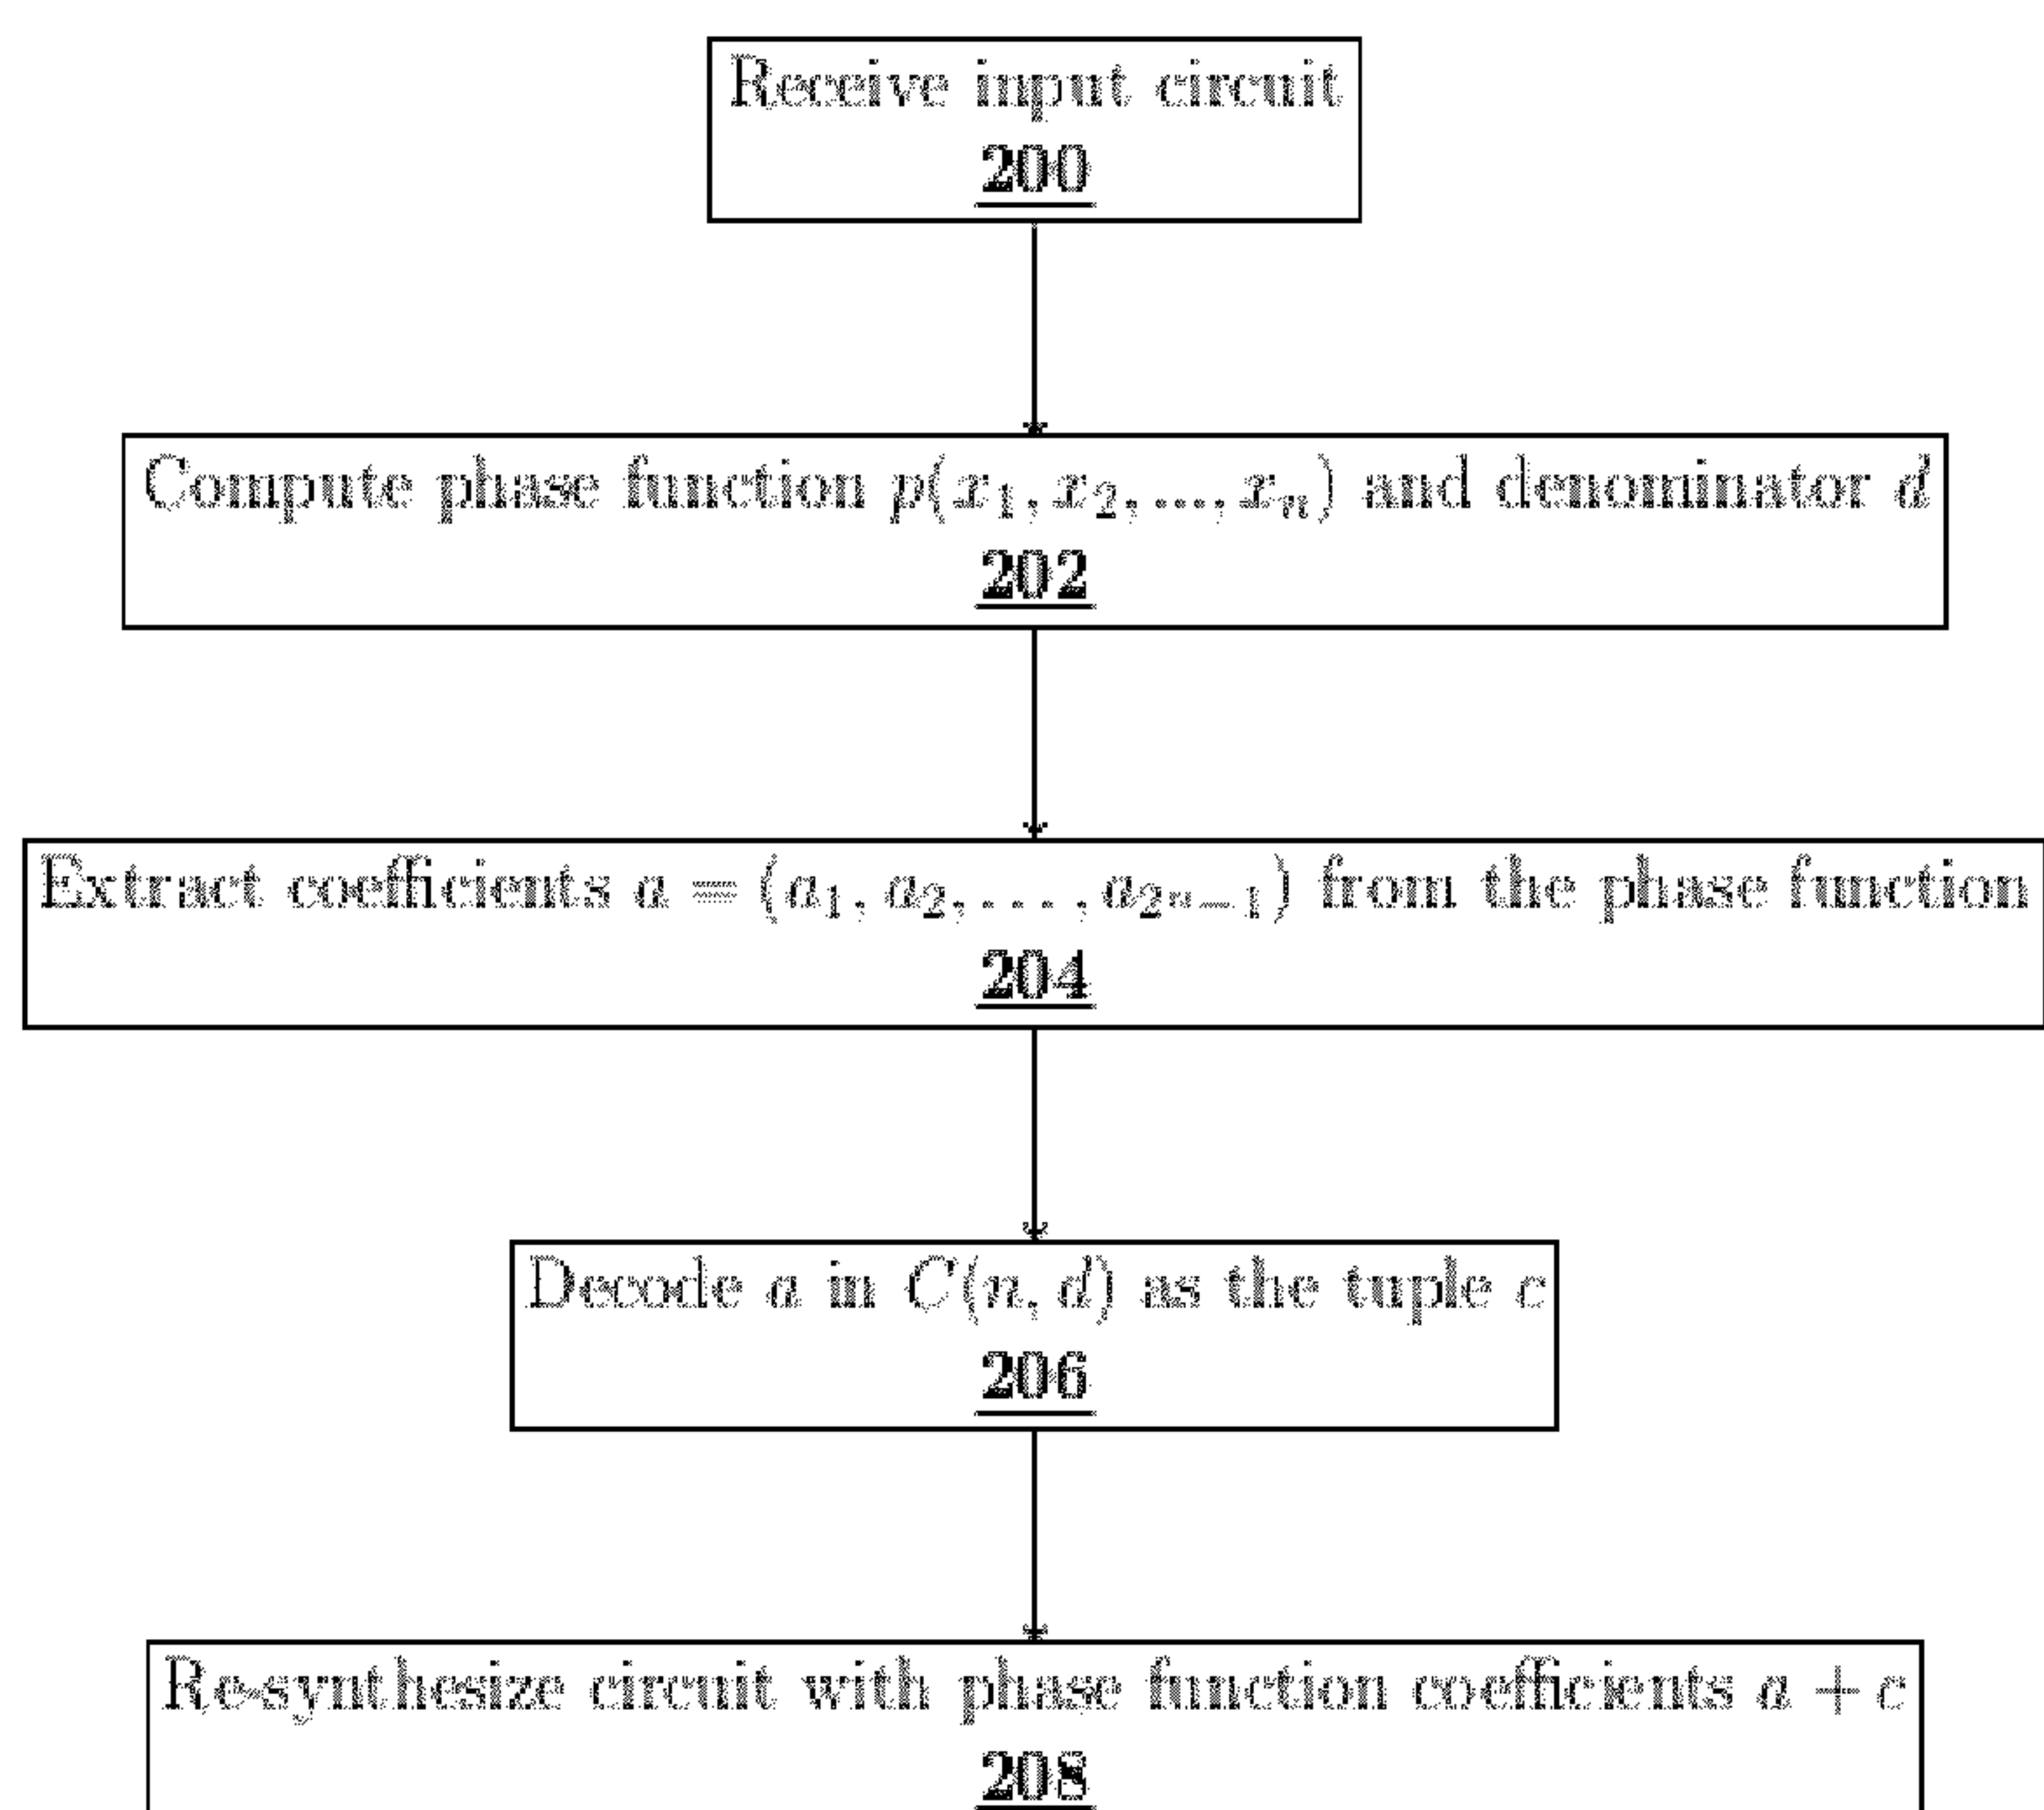 Receive input circuit
200
Compute phase function p(x₁, x₂, ..., xₙ) and denominator d
202
Extract coefficients a = (a₁, a₂, . . . , a₂ₙ₋₁) from the phase function
204
Decode a in C(n, d) as the tuple c
206
Re-synthesize circuit with phase function coefficients a + c
208